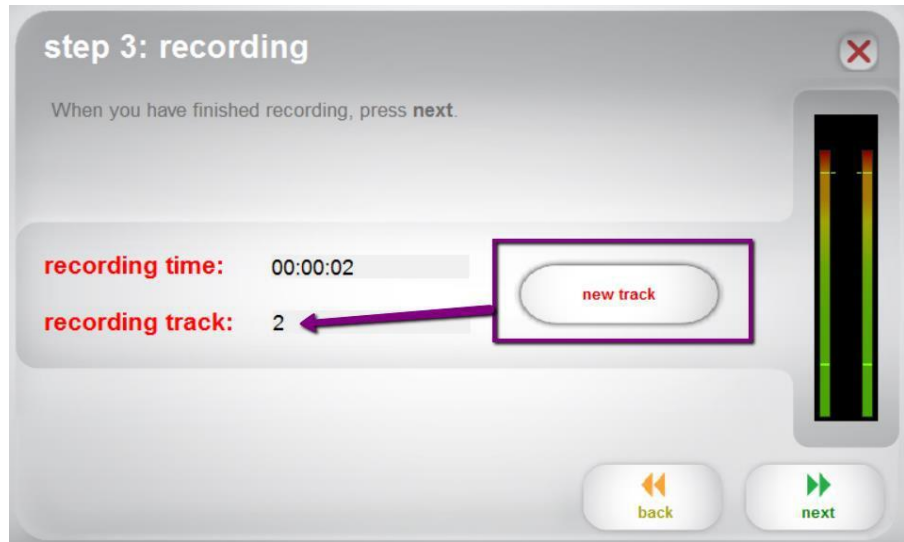 step 3: recording
When you have finished recording, press next.
recording time: 00:00:02
new track
recording track: 2
back
next